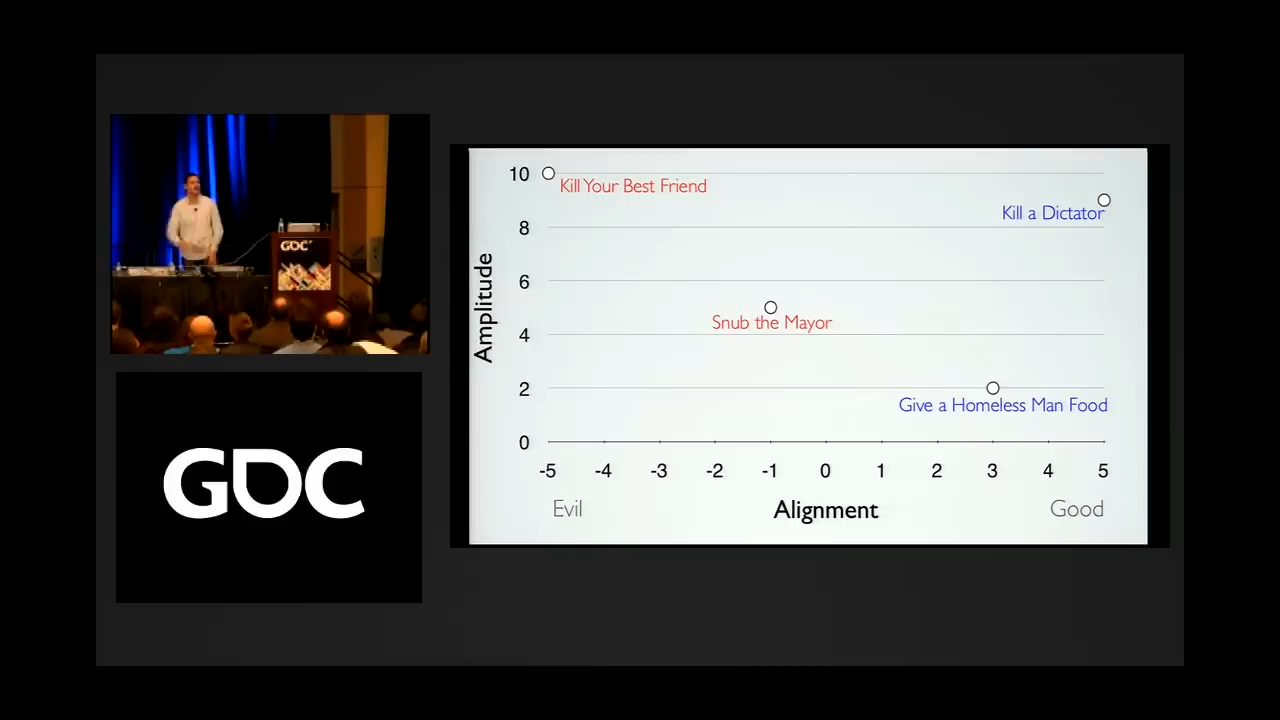 GDC
GDC
10
Kill Your Best Friend
Kill a Dictator
8
6
Snub the Mayor
4
2
Give a Homeless Man Food
0
Amplitude
-5 -4 -3 -2 -1 0 1 2 3 4 5
Evil Alignment Good